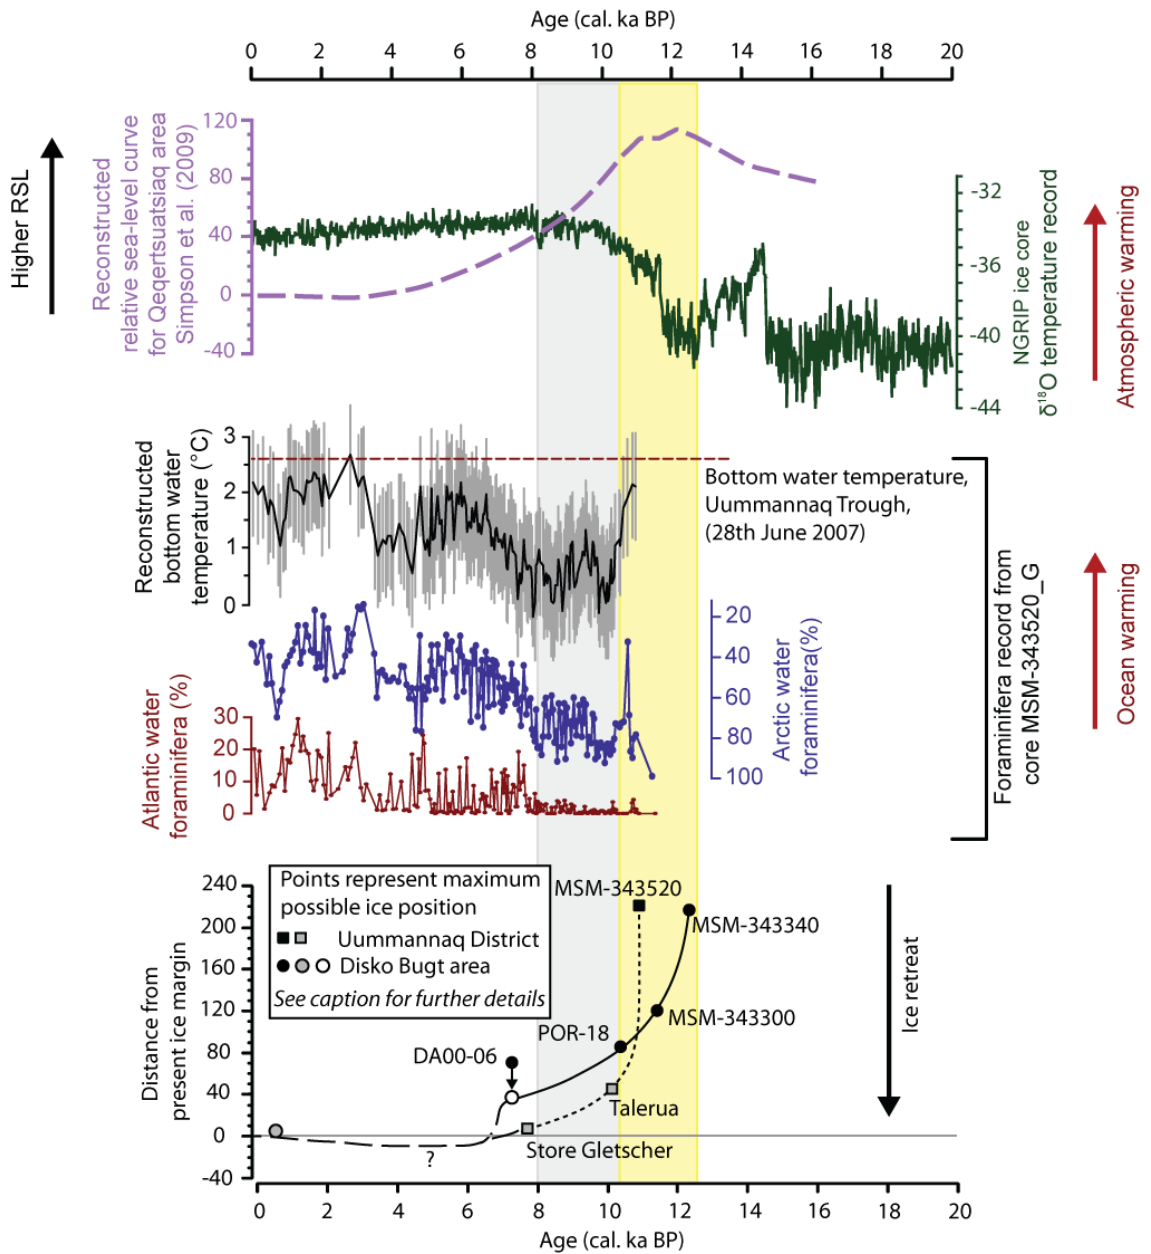 Age (cal. ka BP)
0 2 4 6 8 10 12 14 16 18 20
Higher RSL
Reconstructed
relative sea-level curve
for Qeqertsuatsiaq area
Simpson et al. (2009)
120
80
40
0
-40
-32
-36
-40
-44
NGRIP ice core
δ¹⁸O temperature record
Atmospheric warming
Reconstructed
bottom water
temperature (°C)
3
2
1
0
Bottom water temperature,
Uummannaq Trough,
(28th June 2007)
20
40
60
80
100
Arctic water
foraminifera(%)
Atlantic water
foraminifera (%)
30
20
10
0
Foraminifera record from
core MSM-343520_G
Ocean warming
Distance from
present ice margin
240
200
160
120
80
40
0
-40
Points represent maximum
possible ice position
Uummannaq District
Disko Bugt area
See caption for further details
MSM-343520
MSM-343340
MSM-343300
POR-18
DA00-06
Talerua
Store Gletscher
?
Ice retreat
0 2 4 6 8 10 12 14 16 18 20
Age (cal. ka BP)